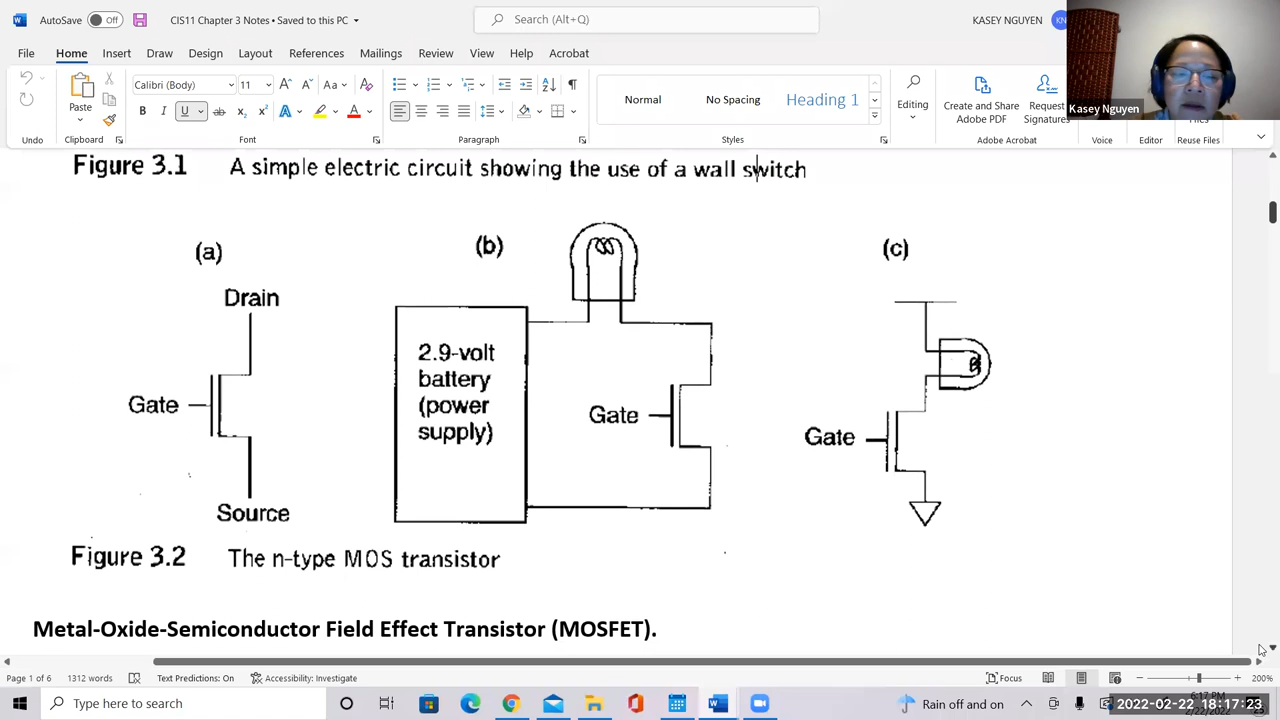 AutoSave Off CIS11 Chapter 3 Notes • Saved to this PC Search (Alt+Q) KASEY NGUYEN KN
File Home Insert Draw Design Layout References Mailings Review View Help Acrobat
Calibri (Body) 11 Aa
Paste
B I U ab x₂ x² A A
Normal No Spacing Heading 1
Editing
Create and Share Adobe PDF
Request Signatures
Kasey Nguyen
Undo Clipboard Font Paragraph Styles Adobe Acrobat Voice Editor Reuse Files
Figure 3.1 A simple electric circuit showing the use of a wall switch
(a) (b) (c)
Drain
Gate
Source
2.9-volt
battery
(power
supply)
Gate
Gate
Figure 3.2 The n-type MOS transistor
Metal-Oxide-Semiconductor Field Effect Transistor (MOSFET).
Page 1 of 6 1312 words Text Predictions: On Accessibility: Investigate Focus 200%
Type here to search Rain off and on 2022-02-22 18:17:23